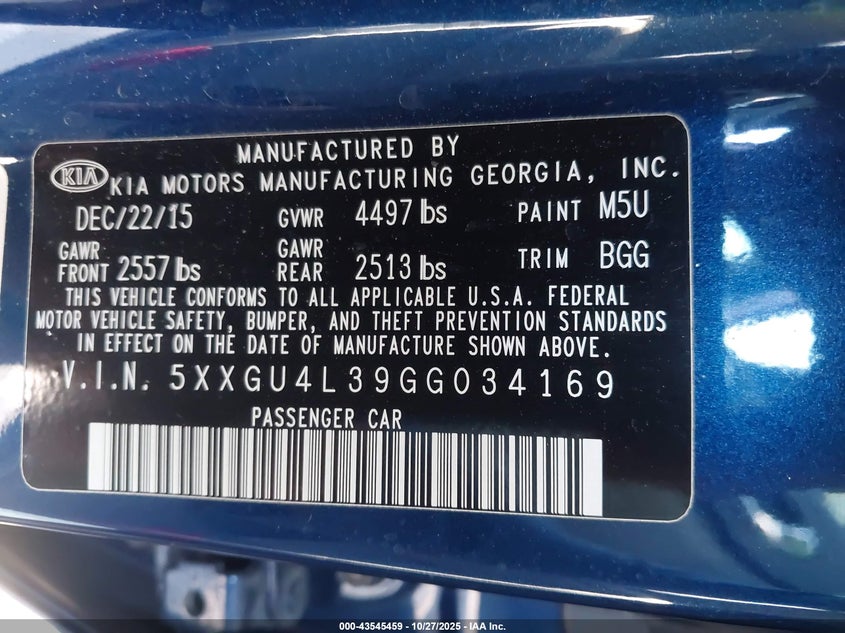 MANUFACTURED BY
KIA KIA MOTORS MANUFACTURING GEORGIA, INC.
DEC/22/15 GVWR 4497 lbs PAINT M5U
GAWR FRONT 2557 lbs GAWR REAR 2513 lbs TRIM BGG
THIS VEHICLE CONFORMS TO ALL APPLICABLE U.S.A. FEDERAL
MOTOR VEHICLE SAFETY, BUMPER, AND THEFT PREVENTION STANDARDS
IN EFFECT ON THE DATE OF MANUFACTURE SHOWN ABOVE.
V.I.N. 5XXGU4L39GG034169
PASSENGER CAR
000-43545459 - 10/27/2025 - IAA Inc.